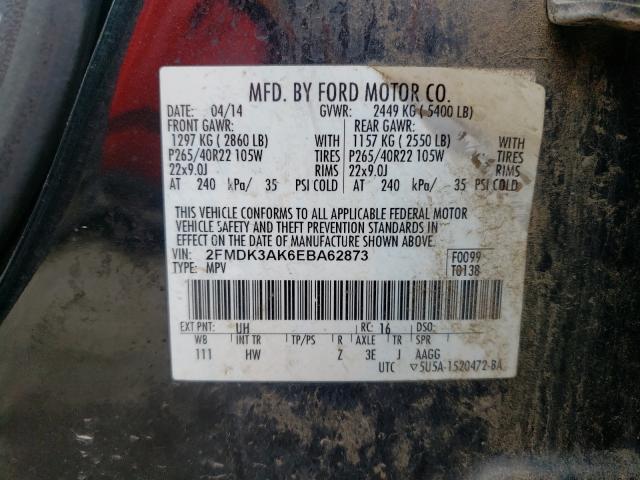 MFD. BY FORD MOTOR CO.
DATE: 04/14 GVWR: 2449 KG ( 5400 LB)
FRONT GAWR: REAR GAWR:
1297 KG ( 2860 LB) WITH 1157 KG ( 2550 LB) WITH
P265/40R22 105W TIRES P265/40R22 105W TIRES
22x9.0J RIMS 22x9.0J RIMS
AT 240 kPa/ 35 PSI COLD AT 240 kPa/ 35 PSI COLD
THIS VEHICLE CONFORMS TO ALL APPLICABLE FEDERAL MOTOR
VEHICLE SAFETY AND THEFT PREVENTION STANDARDS IN
EFFECT ON THE DATE OF MANUFACTURE SHOWN ABOVE.
VIN: 2FMDK3AK6EBA62873 F0099
TYPE: MPV T0138
EXT PNT: UH RC: 16 DSO:
WB INT TR TP/PS R AXLE TR SPR
111 HW Z 3E J AAGG
UTC ▽5U5A-1520472-BA